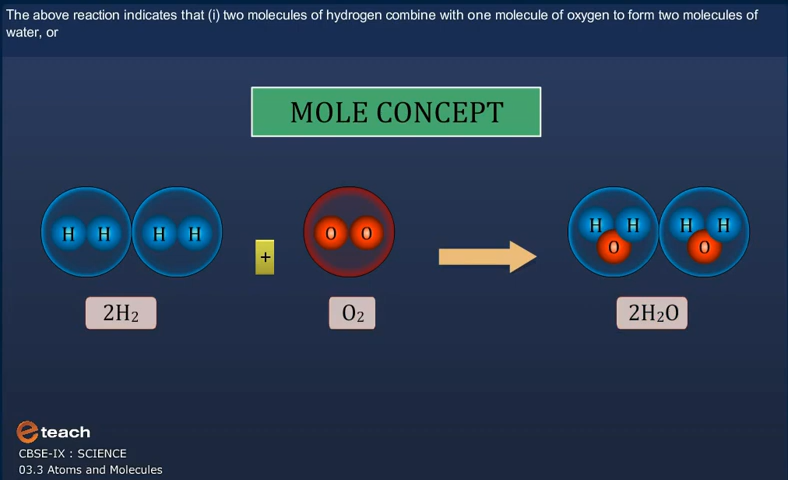 The above reaction indicates that (i) two molecules of hydrogen combine with one molecule of oxygen to form two molecules of
water, or
MOLE CONCEPT
H H H H + O O H H O H H O
2H₂ O₂ 2H₂O
e teach
CBSE-IX : SCIENCE
03.3 Atoms and Molecules